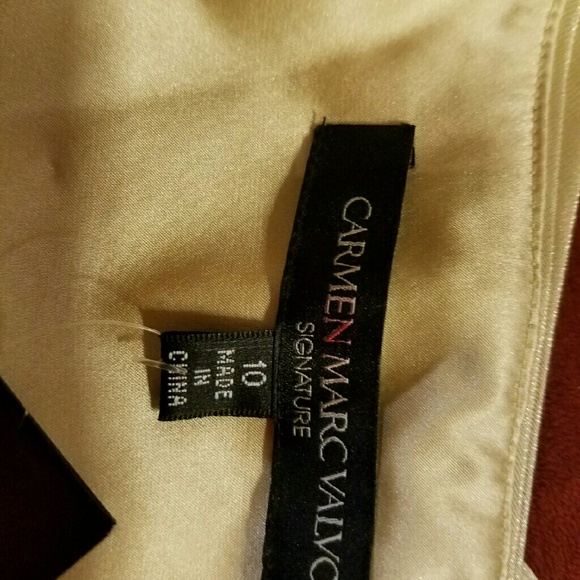 CARMEN MARC VALVO
SIGNATURE
10
MADE
IN
CHINA